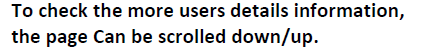 To check the more users details information,
the page Can be scrolled down/up.